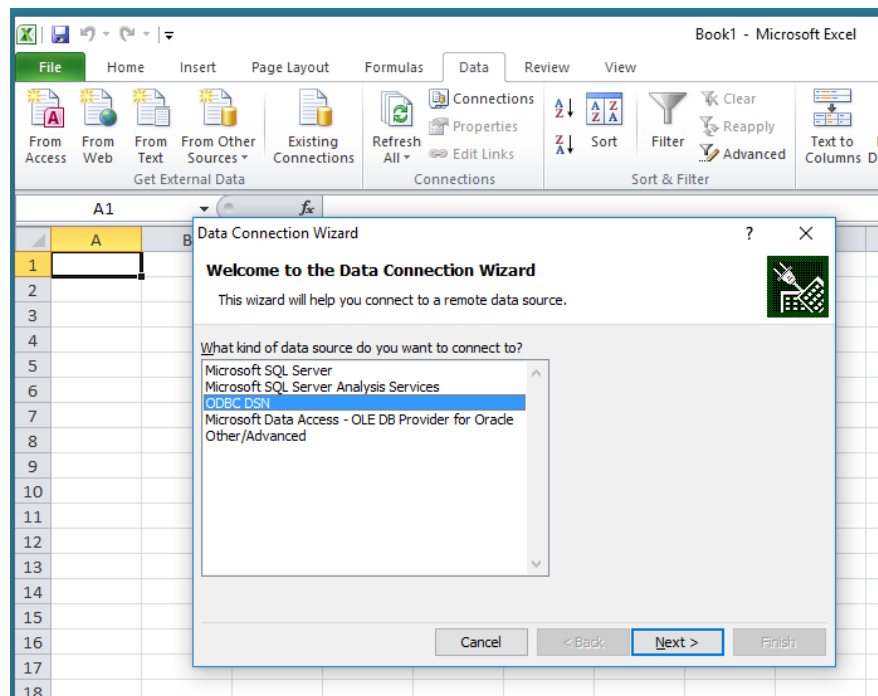 Book1 - Microsoft Excel
File Home Insert Page Layout Formulas Data Review View
From Access
From Web
From Text
From Other Sources
Existing Connections
Get External Data
Refresh All
Connections
Properties
Edit Links
Connections
A Z
Z A
A Z
Z A
Sort
Filter
Clear
Reapply
Advanced
Sort & Filter
Text to Columns
A1
fx
A B
1
2
3
4
5
6
7
8
9
10
11
12
13
14
15
16
17
18
Data Connection Wizard ?
Welcome to the Data Connection Wizard
This wizard will help you connect to a remote data source.
What kind of data source do you want to connect to?
Microsoft SQL Server
Microsoft SQL Server Analysis Services
ODBC DSN
Microsoft Data Access - OLE DB Provider for Oracle
Other/Advanced
Cancel < Back Next > Finish